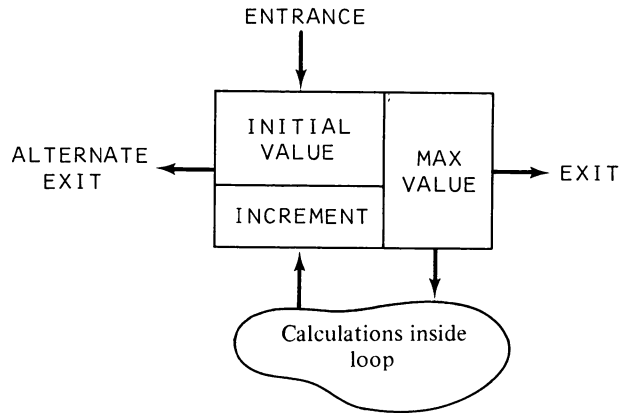 ENTRANCE
INITIAL
VALUE
MAX
VALUE
ALTERNATE
EXIT
EXIT
INCREMENT
Calculations inside
loop